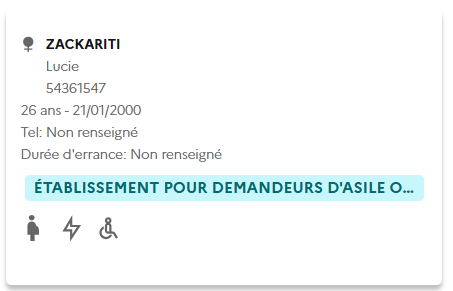 ZACKARITI
Lucie
54361547
26 ans - 21/01/2000
Tel: Non renseigné
Durée d'errance: Non renseigné
ÉTABLISSEMENT POUR DEMANDEURS D'ASILE O...